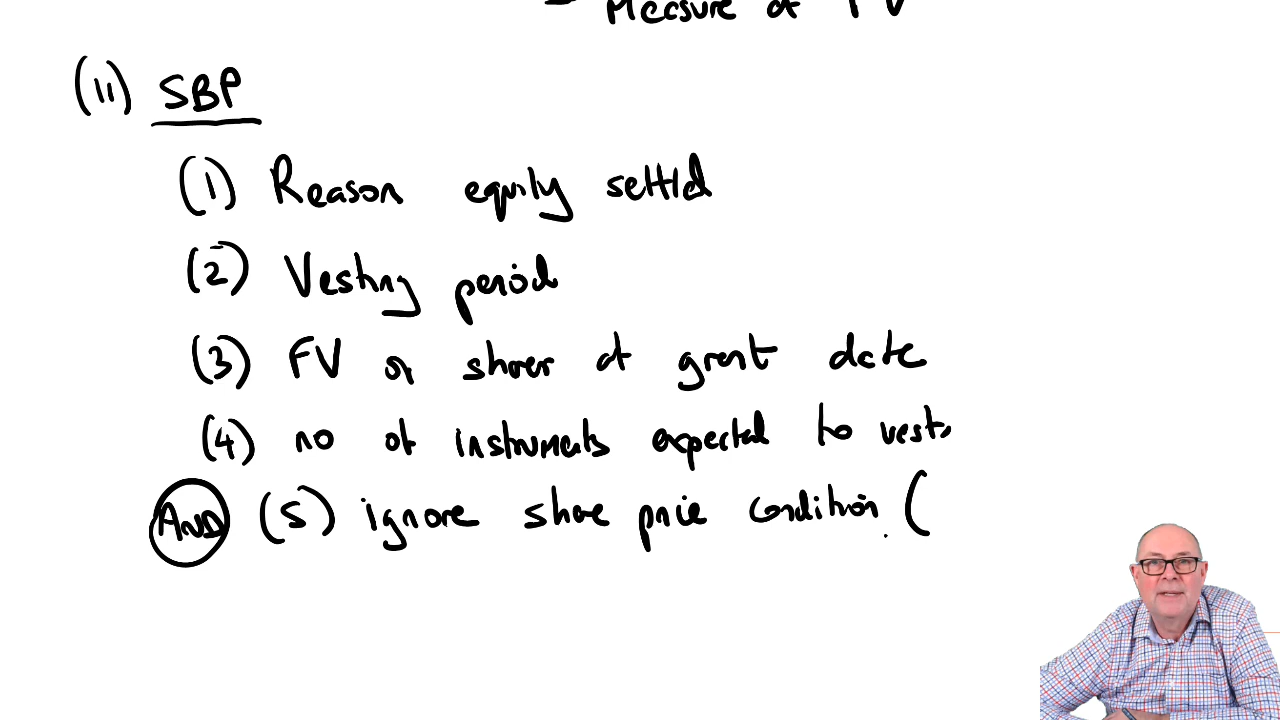 - Measure of FV
(11) SBP
(1) Reason equity settled
(2) Vesting period
(3) FV of shares at grant date
(4) no of instruments expected to vest.
AND (5) ignore share price condition (